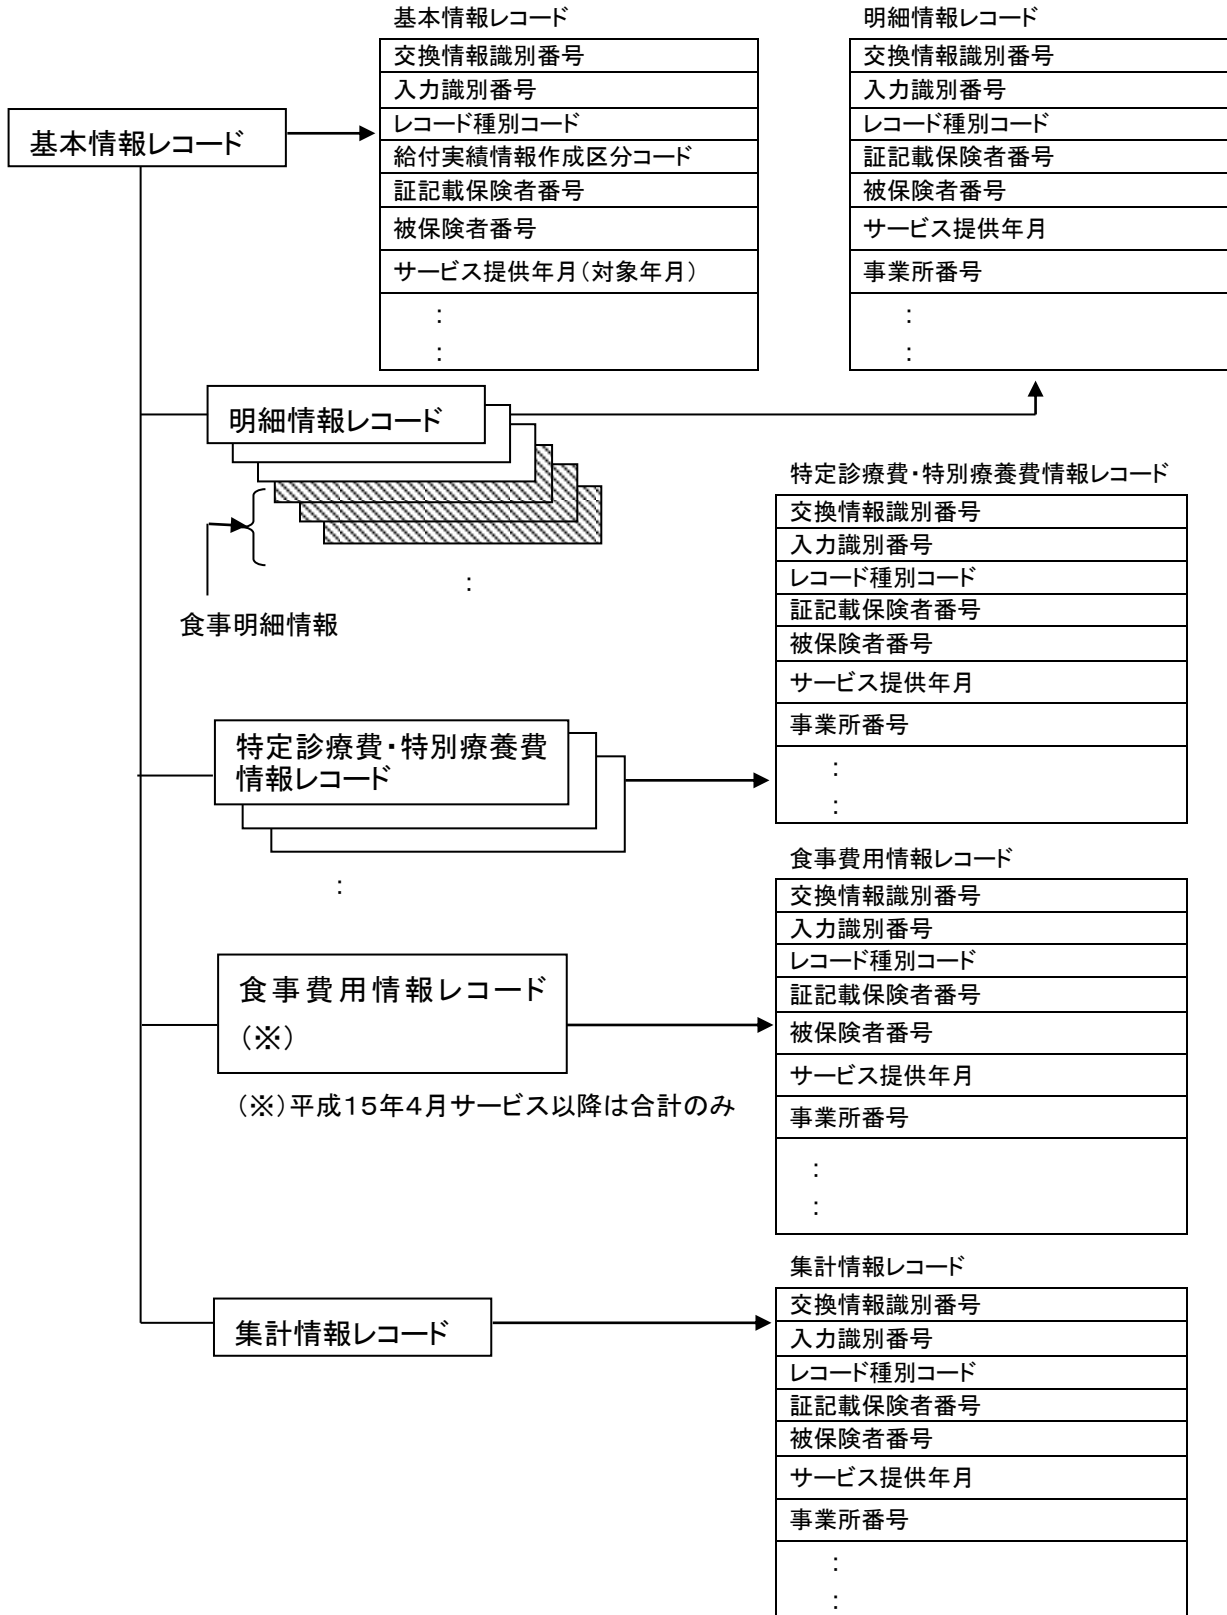 基本情報レコード
基本情報レコード
交換情報識別番号
入力識別番号
レコード種別コード
給付実績情報作成区分コード
証記載保険者番号
被保険者番号
サービス提供年月(対象年月)
:
:
明細情報レコード
交換情報識別番号
入力識別番号
レコード種別コード
証記載保険者番号
被保険者番号
サービス提供年月
事業所番号
:
:
明細情報レコード
:
食事明細情報
特定診療費・特別療養費情報レコード
交換情報識別番号
入力識別番号
レコード種別コード
証記載保険者番号
被保険者番号
サービス提供年月
事業所番号
:
:
特定診療費・特別療養費
情報レコード
:
食事費用情報レコード
交換情報識別番号
入力識別番号
レコード種別コード
証記載保険者番号
被保険者番号
サービス提供年月
事業所番号
:
:
食事費用情報レコード
(※)
(※)平成15年4月サービス以降は合計のみ
集計情報レコード
交換情報識別番号
入力識別番号
レコード種別コード
証記載保険者番号
被保険者番号
サービス提供年月
事業所番号
:
:
集計情報レコード